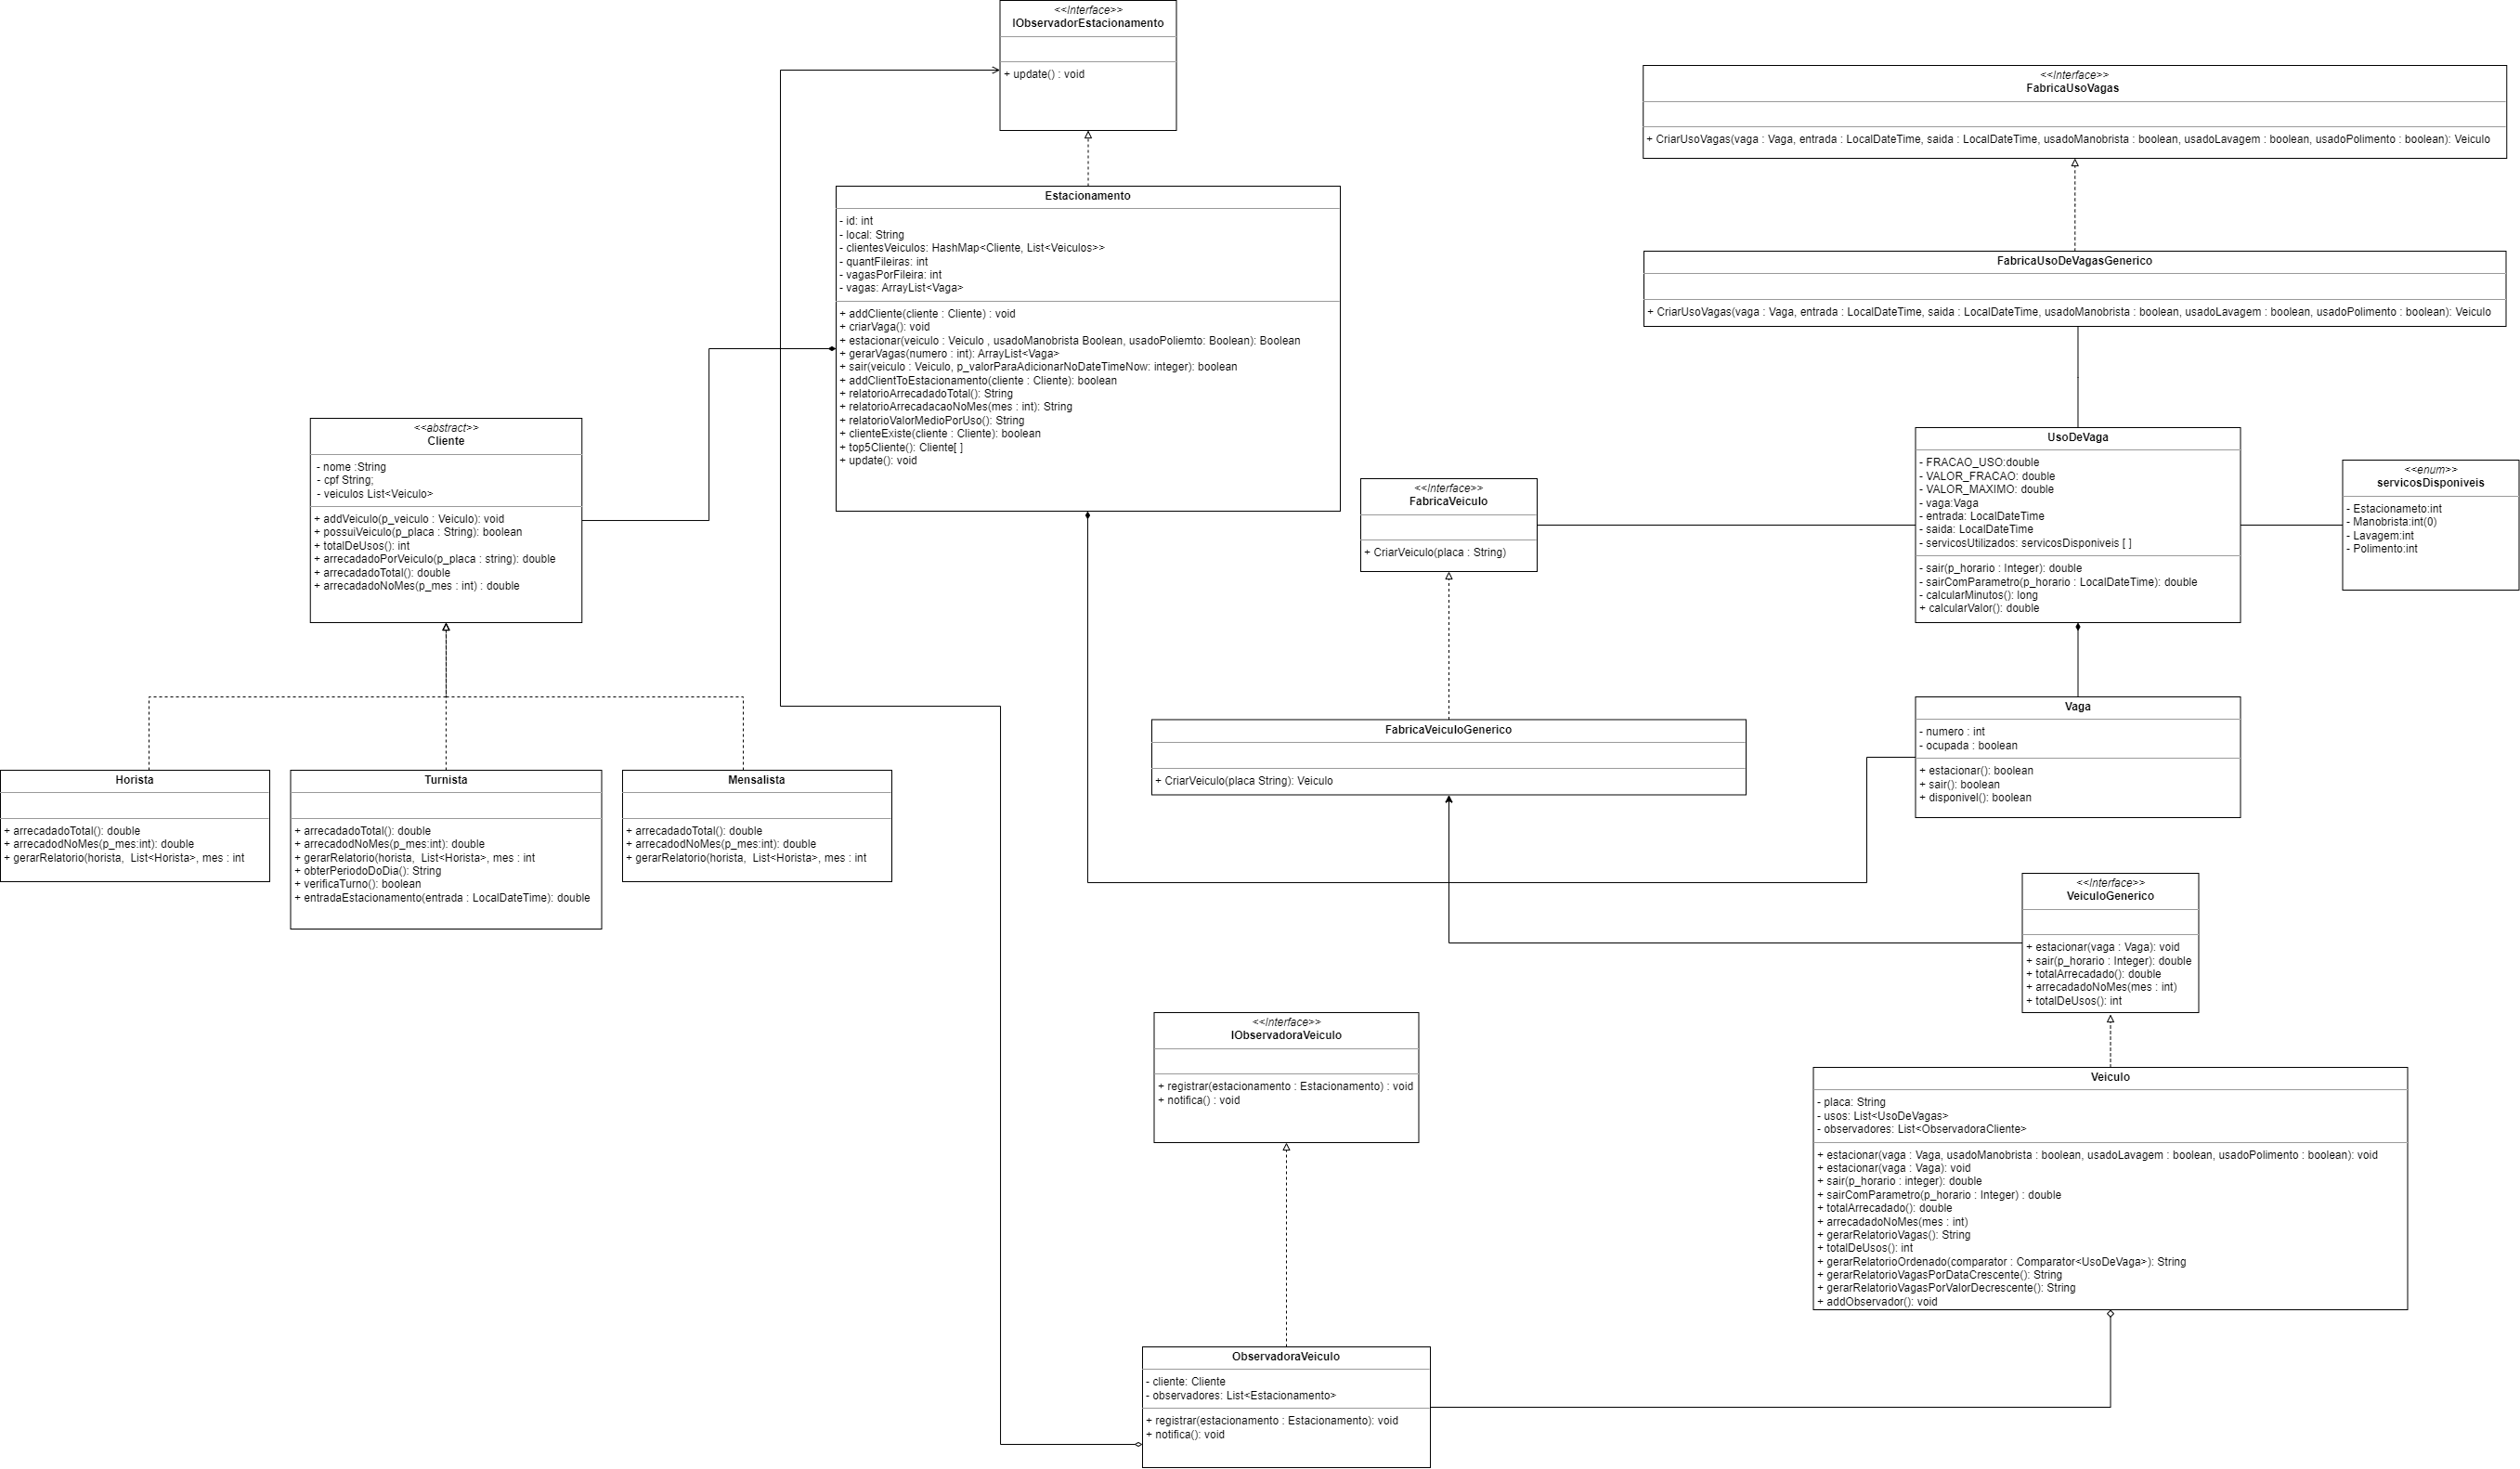 <<Interface>>
IObservadorEstacionamento
+ update() : void
<<Interface>>
FabricaUsoVagas
+ CriarUsoVagas(vaga : Vaga, entrada : LocalDateTime, saida : LocalDateTime, usadoManobrista : boolean, usadoLavagem : boolean, usadoPolimento : boolean): Veiculo
Estacionamento
- id: int
- local: String
- clientesVeiculos: HashMap<Cliente, List<Veiculos>>
- quantFileiras: int
- vagasPorFileira: int
- vagas: ArrayList<Vaga>
+ addCliente(cliente : Cliente) : void
+ criarVaga(): void
+ estacionar(veiculo : Veiculo , usadoManobrista Boolean, usadoPoliemto: Boolean): Boolean
+ gerarVagas(numero : int): ArrayList<Vaga>
+ sair(veiculo : Veiculo, p_valorParaAdicionarNoDateTimeNow: integer): boolean
+ addClientToEstacionamento(cliente : Cliente): boolean
+ relatorioArrecadadoTotal(): String
+ relatorioArrecadacaoNoMes(mes : int): String
+ relatorioValorMedioPorUso(): String
+ clienteExiste(cliente : Cliente): boolean
+ top5Cliente(): Cliente[ ]
+ update(): void
FabricaUsoDeVagasGenerico
+ CriarUsoVagas(vaga : Vaga, entrada : LocalDateTime, saida : LocalDateTime, usadoManobrista : boolean, usadoLavagem : boolean, usadoPolimento : boolean): Veiculo
<<abstract>>
Cliente
- nome :String
- cpf String;
- veiculos List<Veiculo>
+ addVeiculo(p_veiculo : Veiculo): void
+ possuiVeiculo(p_placa : String): boolean
+ totalDeUsos(): int
+ arrecadadoPorVeiculo(p_placa : string): double
+ arrecadadoTotal(): double
+ arrecadadoNoMes(p_mes : int) : double
<<Interface>>
FabricaVeiculo
+ CriarVeiculo(placa : String)
UsoDeVaga
- FRACAO_USO:double
- VALOR_FRACAO: double
- VALOR_MAXIMO: double
- vaga:Vaga
- entrada: LocalDateTime
- saida: LocalDateTime
- servicosUtilizados: servicosDisponiveis [ ]
- sair(p_horario : Integer): double
- sairComParametro(p_horario : LocalDateTime): double
- calcularMinutos(): long
+ calcularValor(): double
<<enum>>
servicosDisponiveis
- Estacionameto:int
- Manobrista:int(0)
- Lavagem:int
- Polimento:int
Horista
+ arrecadadoTotal(): double
+ arrecadodNoMes(p_mes:int): double
+ gerarRelatorio(horista,  List<Horista>, mes : int
Turnista
+ arrecadadoTotal(): double
+ arrecadodNoMes(p_mes:int): double
+ gerarRelatorio(horista,  List<Horista>, mes : int
+ obterPeriodoDoDia(): String
+ verificaTurno(): boolean
+ entradaEstacionamento(entrada : LocalDateTime): double
Mensalista
+ arrecadadoTotal(): double
+ arrecadodNoMes(p_mes:int): double
+ gerarRelatorio(horista,  List<Horista>, mes : int
FabricaVeiculoGenerico
+ CriarVeiculo(placa String): Veiculo
Vaga
- numero : int
- ocupada : boolean
+ estacionar(): boolean
+ sair(): boolean
+ disponivel(): boolean
<<Interface>>
VeiculoGenerico
+ estacionar(vaga : Vaga): void
+ sair(p_horario : Integer): double
+ totalArrecadado(): double
+ arrecadadoNoMes(mes : int)
+ totalDeUsos(): int
<<Interface>>
IObservadoraVeiculo
+ registrar(estacionamento : Estacionamento) : void
+ notifica() : void
Veiculo
- placa: String
- usos: List<UsoDeVagas>
- observadores: List<ObservadoraCliente>
+ estacionar(vaga : Vaga, usadoManobrista : boolean, usadoLavagem : boolean, usadoPolimento : boolean): void
+ estacionar(vaga : Vaga): void
+ sair(p_horario : integer): double
+ sairComParametro(p_horario : Integer) : double
+ totalArrecadado(): double
+ arrecadadoNoMes(mes : int)
+ gerarRelatorioVagas(): String
+ totalDeUsos(): int
+ gerarRelatorioOrdenado(comparator : Comparator<UsoDeVaga>): String
+ gerarRelatorioVagasPorDataCrescente(): String
+ gerarRelatorioVagasPorValorDecrescente(): String
+ addObservador(): void
ObservadoraVeiculo
- cliente: Cliente
- observadores: List<Estacionamento>
+ registrar(estacionamento : Estacionamento): void
+ notifica(): void